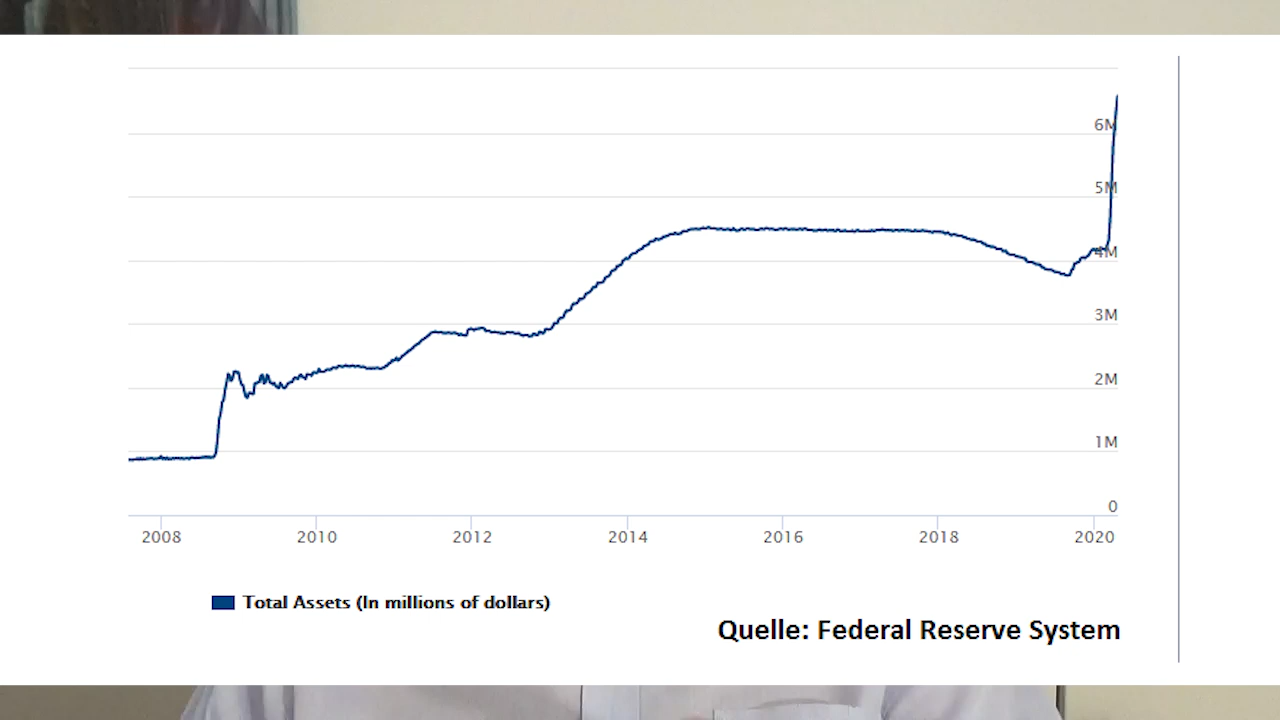 6M
5M
4M
3M
2M
1M
0
2008 2010 2012 2014 2016 2018 2020
Total Assets (In millions of dollars)
Quelle: Federal Reserve System